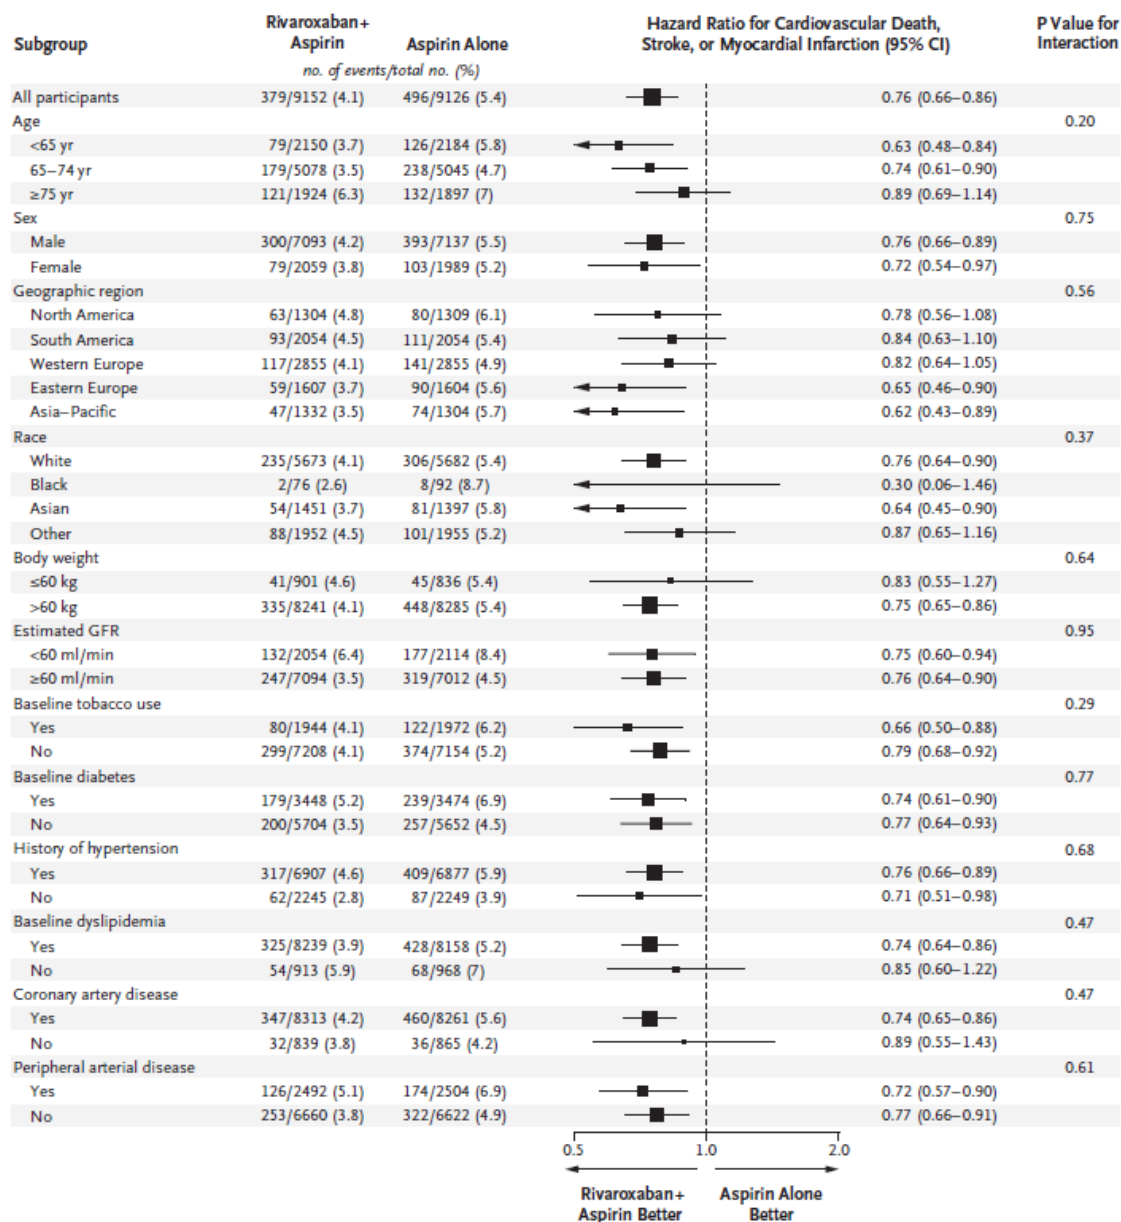 Subgroup Rivaroxaban+ Aspirin Aspirin Alone Hazard Ratio for Cardiovascular Death, Stroke, or Myocardial Infarction (95% CI) P Value for Interaction
no. of events/total no. (%)
All participants 379/9152 (4.1) 496/9126 (5.4) 0.76 (0.66–0.86)
Age 0.20
<65 yr 79/2150 (3.7) 126/2184 (5.8) 0.63 (0.48–0.84)
65–74 yr 179/5078 (3.5) 238/5045 (4.7) 0.74 (0.61–0.90)
≥75 yr 121/1924 (6.3) 132/1897 (7) 0.89 (0.69–1.14)
Sex 0.75
Male 300/7093 (4.2) 393/7137 (5.5) 0.76 (0.66–0.89)
Female 79/2059 (3.8) 103/1989 (5.2) 0.72 (0.54–0.97)
Geographic region 0.56
North America 63/1304 (4.8) 80/1309 (6.1) 0.78 (0.56–1.08)
South America 93/2054 (4.5) 111/2054 (5.4) 0.84 (0.63–1.10)
Western Europe 117/2855 (4.1) 141/2855 (4.9) 0.82 (0.64–1.05)
Eastern Europe 59/1607 (3.7) 90/1604 (5.6) 0.65 (0.46–0.90)
Asia–Pacific 47/1332 (3.5) 74/1304 (5.7) 0.62 (0.43–0.89)
Race 0.37
White 235/5673 (4.1) 306/5682 (5.4) 0.76 (0.64–0.90)
Black 2/76 (2.6) 8/92 (8.7) 0.30 (0.06–1.46)
Asian 54/1451 (3.7) 81/1397 (5.8) 0.64 (0.45–0.90)
Other 88/1952 (4.5) 101/1955 (5.2) 0.87 (0.65–1.16)
Body weight 0.64
≤60 kg 41/901 (4.6) 45/836 (5.4) 0.83 (0.55–1.27)
>60 kg 335/8241 (4.1) 448/8285 (5.4) 0.75 (0.65–0.86)
Estimated GFR 0.95
<60 ml/min 132/2054 (6.4) 177/2114 (8.4) 0.75 (0.60–0.94)
≥60 ml/min 247/7094 (3.5) 319/7012 (4.5) 0.76 (0.64–0.90)
Baseline tobacco use 0.29
Yes 80/1944 (4.1) 122/1972 (6.2) 0.66 (0.50–0.88)
No 299/7208 (4.1) 374/7154 (5.2) 0.79 (0.68–0.92)
Baseline diabetes 0.77
Yes 179/3448 (5.2) 239/3474 (6.9) 0.74 (0.61–0.90)
No 200/5704 (3.5) 257/5652 (4.5) 0.77 (0.64–0.93)
History of hypertension 0.68
Yes 317/6907 (4.6) 409/6877 (5.9) 0.76 (0.66–0.89)
No 62/2245 (2.8) 87/2249 (3.9) 0.71 (0.51–0.98)
Baseline dyslipidemia 0.47
Yes 325/8239 (3.9) 428/8158 (5.2) 0.74 (0.64–0.86)
No 54/913 (5.9) 68/968 (7) 0.85 (0.60–1.22)
Coronary artery disease 0.47
Yes 347/8313 (4.2) 460/8261 (5.6) 0.74 (0.65–0.86)
No 32/839 (3.8) 36/865 (4.2) 0.89 (0.55–1.43)
Peripheral arterial disease 0.61
Yes 126/2492 (5.1) 174/2504 (6.9) 0.72 (0.57–0.90)
No 253/6660 (3.8) 322/6622 (4.9) 0.77 (0.66–0.91)
0.5 1.0 2.0
Rivaroxaban+ Aspirin Better Aspirin Alone Better